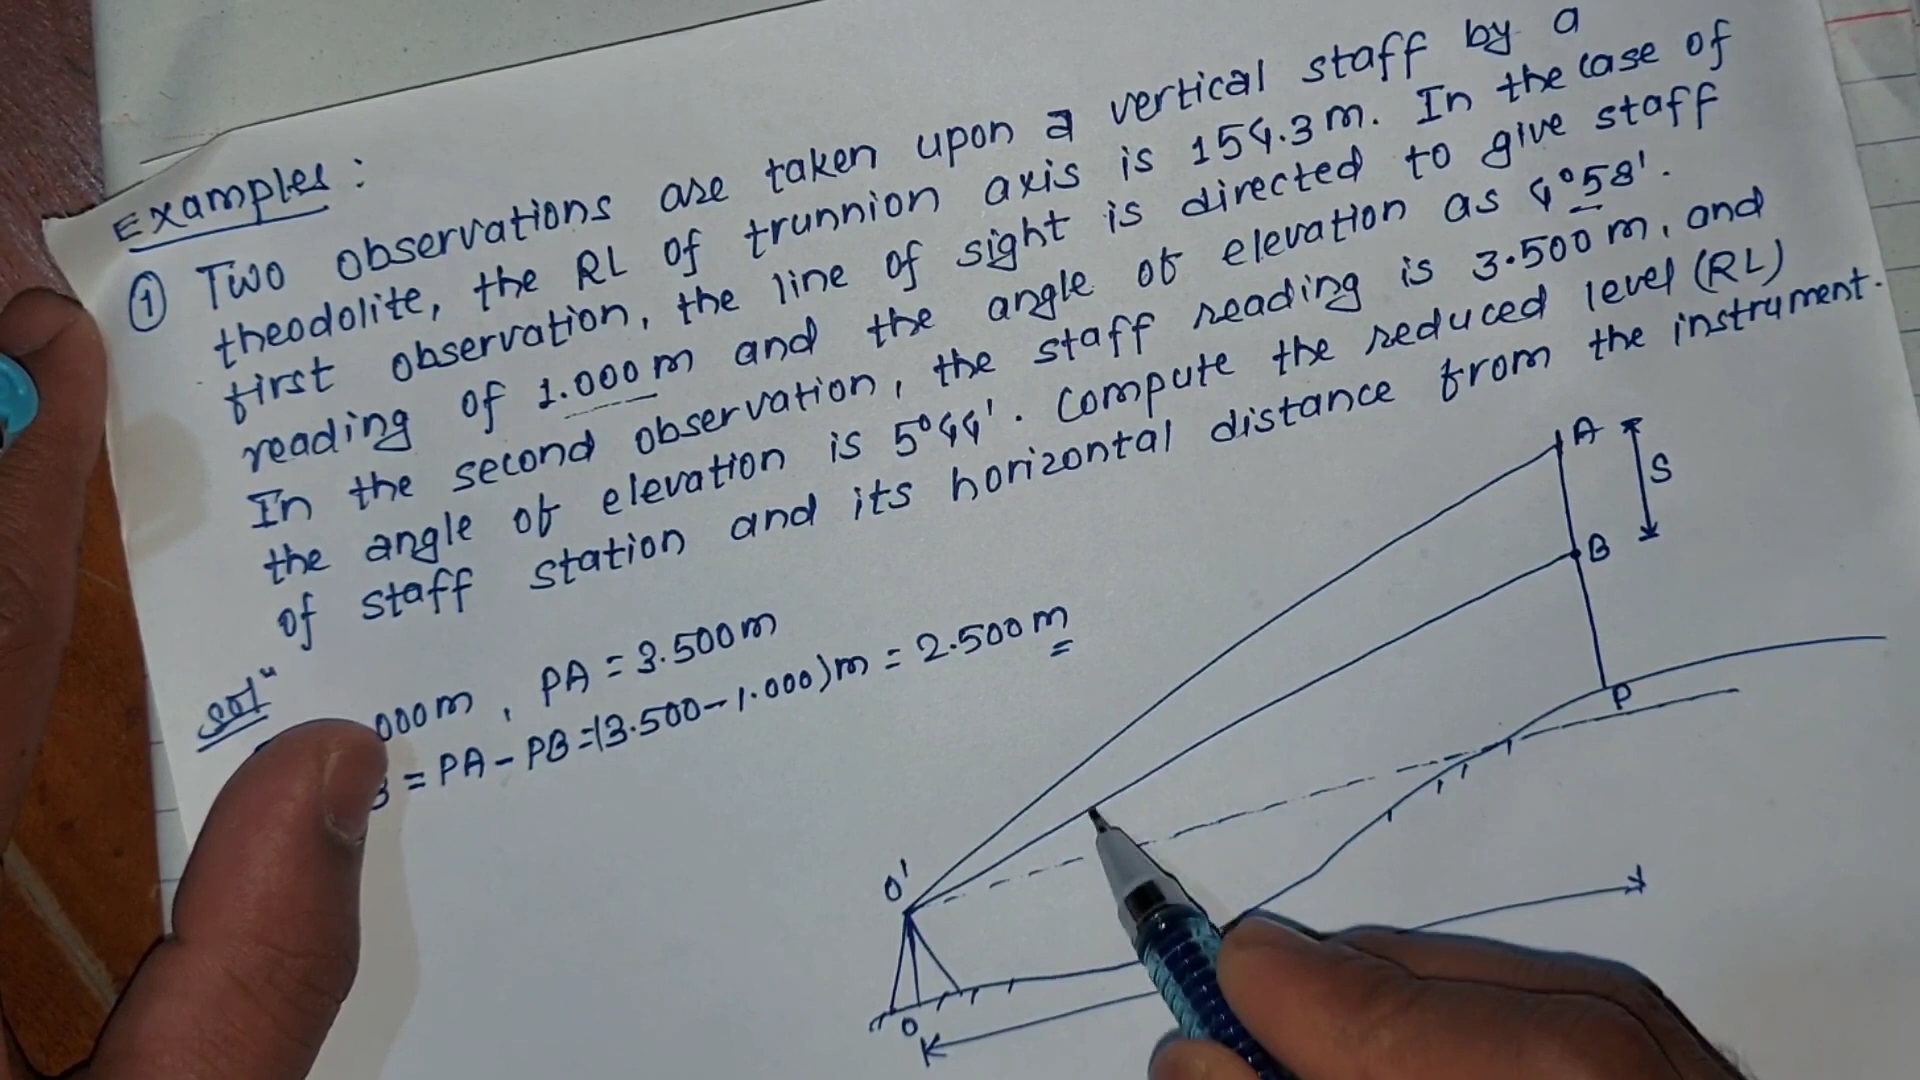 Examples :
① Two observations are taken upon a vertical staff by a
theodolite, the RL of trunnion axis is 154.3 m. In the case of
first observation, the line of sight is directed to give staff
reading of 1.000 m and the angle of elevation as 4°58'.
In the second observation, the staff reading is 3.500 m, and
the angle of elevation is 5°44'. Compute the reduced level (RL)
of staff station and its horizontal distance from the instrument.
Solⁿ
000m , PA = 3.500m
= PA - PB = (3.500 - 1.000)m = 2.500 m
A
S
B
P
O'
O